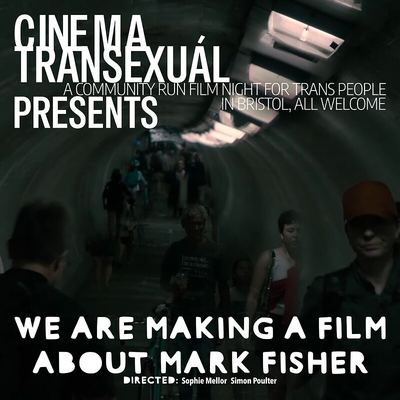 CINEMA
TRANSEXUÁL
A COMMUNITY RUN FILM NIGHT FOR TRANS PEOPLE
PRESENTS
IN BRISTOL, ALL WELCOME
WE ARE MAKING A FILM
ABOUT MARK FISHER
DIRECTED: Sophie Mellor Simon Poulter